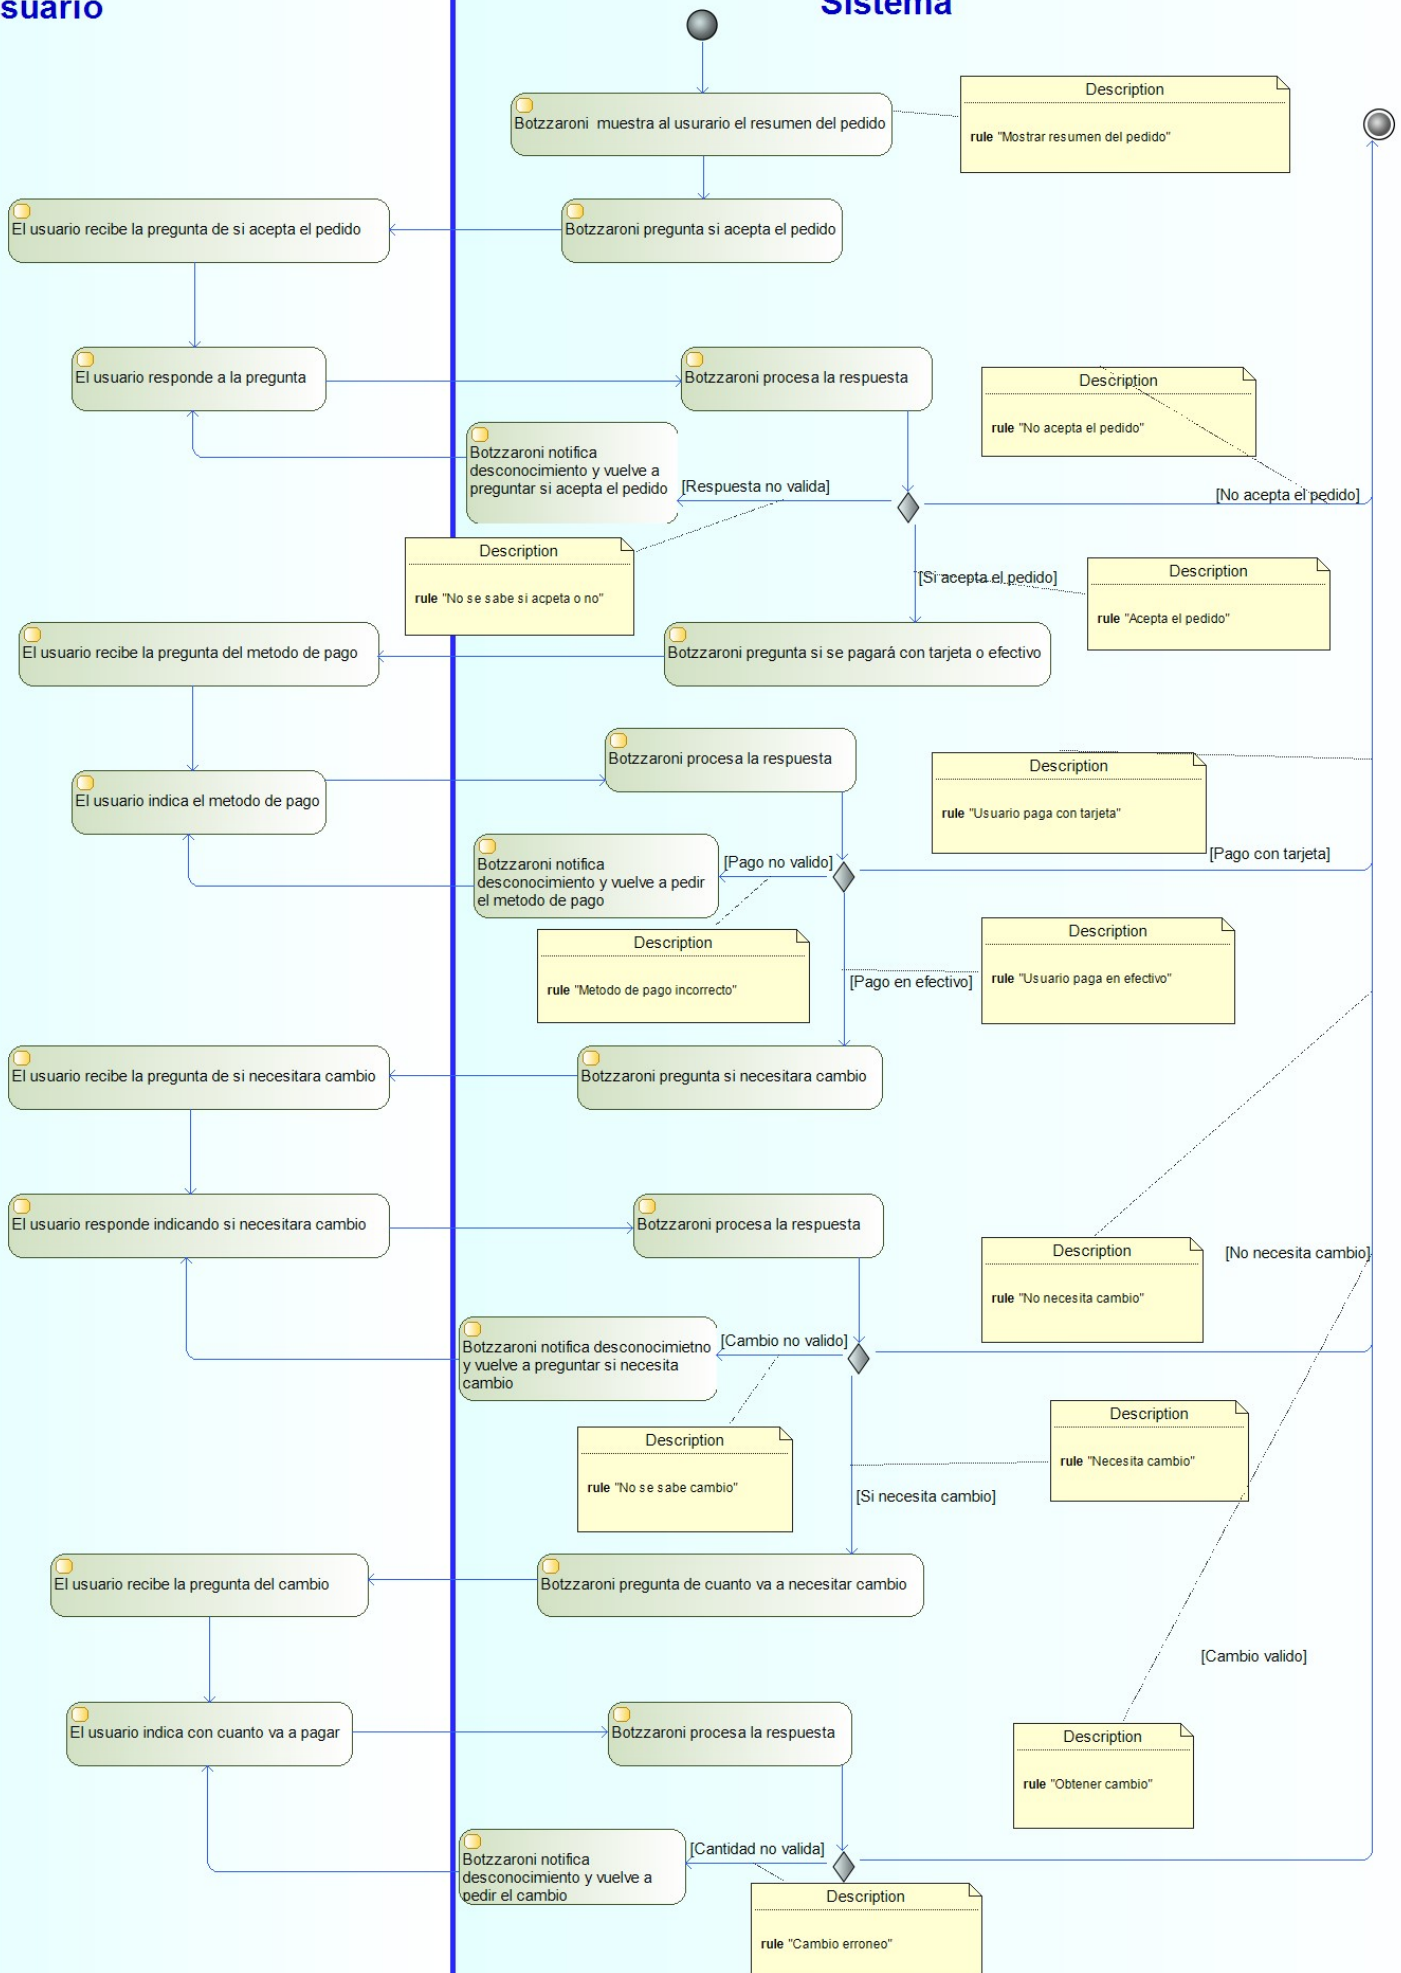 suario
Sistema
Botzzaroni muestra al usurario el resumen del pedido
Description
rule "Mostrar resumen del pedido"
El usuario recibe la pregunta de si acepta el pedido
Botzzaroni pregunta si acepta el pedido
El usuario responde a la pregunta
Botzzaroni procesa la respuesta
Description
rule "No acepta el pedido"
Botzzaroni notifica
desconocimiento y vuelve a
preguntar si acepta el pedido
[Respuesta no valida]
[No acepta el pedido]
Description
rule "No se sabe si acpeta o no"
[Si acepta el pedido]
Description
rule "Acepta el pedido"
El usuario recibe la pregunta del metodo de pago
Botzzaroni pregunta si se pagará con tarjeta o efectivo
Botzzaroni procesa la respuesta
El usuario indica el metodo de pago
Description
rule "Usuario paga con tarjeta"
[Pago con tarjeta]
Botzzaroni notifica
desconocimiento y vuelve a pedir
el metodo de pago
[Pago no valido]
Description
rule "Metodo de pago incorrecto"
[Pago en efectivo]
Description
rule "Usuario paga en efectivo"
El usuario recibe la pregunta de si necesitara cambio
Botzzaroni pregunta si necesitara cambio
El usuario responde indicando si necesitara cambio
Botzzaroni procesa la respuesta
Description
rule "No necesita cambio"
[No necesita cambio]
Botzzaroni notifica desconocimietno
y vuelve a preguntar si necesita
cambio
[Cambio no valido]
Description
rule "No se sabe cambio"
Description
rule "Necesita cambio"
[Si necesita cambio]
El usuario recibe la pregunta del cambio
Botzzaroni pregunta de cuanto va a necesitar cambio
[Cambio valido]
El usuario indica con cuanto va a pagar
Botzzaroni procesa la respuesta
Description
rule "Obtener cambio"
Botzzaroni notifica
desconocimiento y vuelve a
pedir el cambio
[Cantidad no valida]
Description
rule "Cambio erroneo"